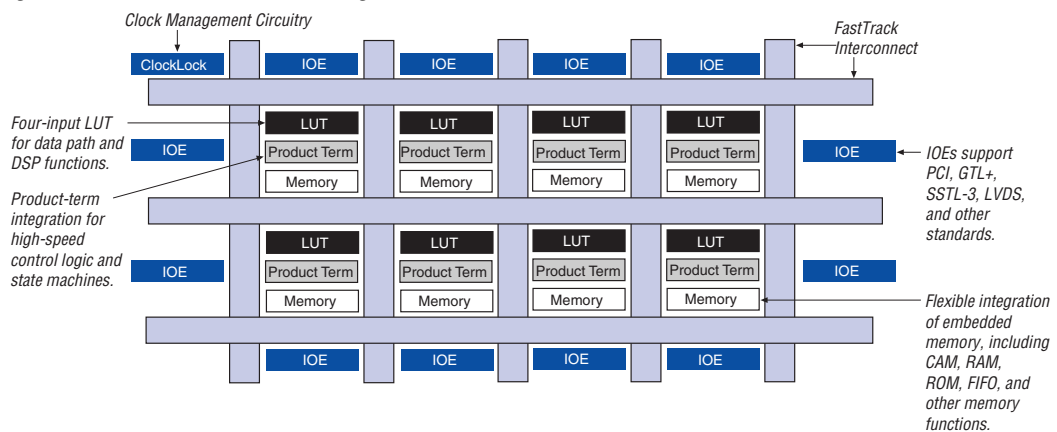 Clock Management Circuitry
FastTrack
Interconnect
ClockLock
IOE
IOE
IOE
IOE
Four-input LUT
for data path and
DSP functions.
LUT
LUT
LUT
LUT
IOE
Product Term
Product Term
Product Term
Product Term
IOE
Memory
Memory
Memory
Memory
IOEs support
PCI, GTL+,
SSTL-3, LVDS,
and other
standards.
Product-term
integration for
high-speed
control logic and
state machines.
LUT
LUT
LUT
LUT
IOE
Product Term
Product Term
Product Term
Product Term
IOE
Memory
Memory
Memory
Memory
Flexible integration
of embedded
memory, including
CAM, RAM,
ROM, FIFO, and
other memory
functions.
IOE
IOE
IOE
IOE